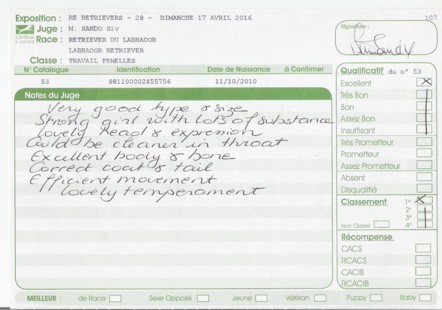 Exposition : RE RETRIEVERS - 28 - DIMANCHE 17 AVRIL 2016
107
Juge : M. SANDO Siv
Signature :
Race : RETRIEVER DU LABRADOR
LABRADOR RETRIEVER
Classe : TRAVAIL FEMELLES
N° Catalogue Identification Date de Naissance à Confirmer
53 981100002455756 11/10/2010
Qualificatif du n° 53
Notes du Juge
Very good type & size
Strong girl with lots of substance
Lovely head & expression
Could be cleaner in throat
Excellent body & bone
Correct coat & tail
Efficient movement
lovely temperament
Excellent X
Très Bon
Bon
Assez Bon
Insuffisant
Très Prometteur
Prometteur
Assez Prometteur
Absent
Disqualifié
Classement 1° X
2°
3°
Non Classé 4°
Récompense
CACS
RCACS
CACIB
RCACIB
MEILLEUR : de Race Sexe Opposé Jeune Vétéran Puppy Baby